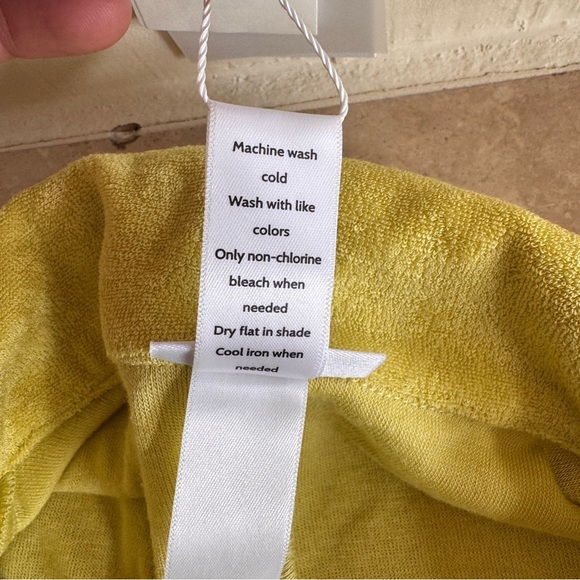 Machine wash
cold
Wash with like
colors
Only non-chlorine
bleach when
needed
Dry flat in shade
Cool iron when
needed